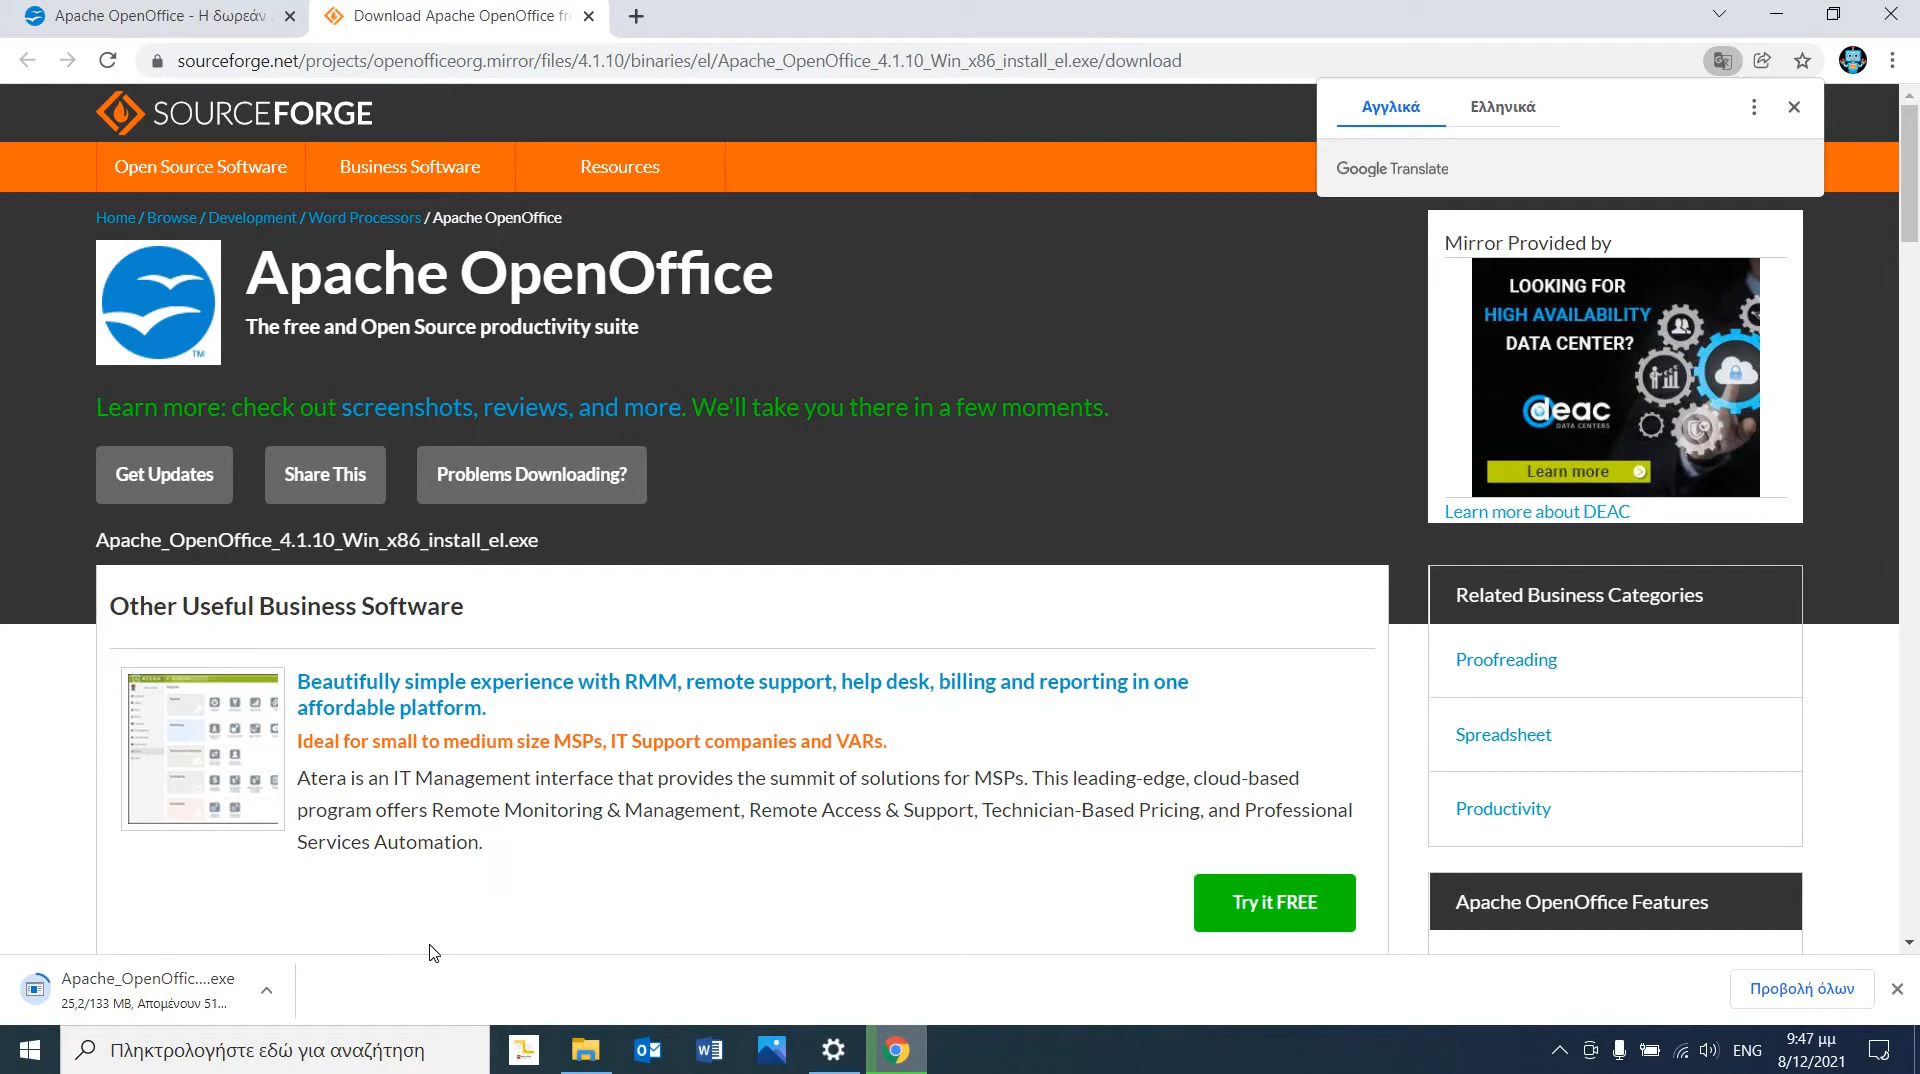 Apache OpenOffice - Η δωρεάν
Download Apache OpenOffice fr
sourceforge.net/projects/openofficeorg.mirror/files/4.1.10/binaries/el/Apache_OpenOffice_4.1.10_Win_x86_install_el.exe/download
Αγγλικά
Ελληνικά
Google Translate
SOURCEFORGE
Open Source Software
Business Software
Resources
Home / Browse / Development / Word Processors / Apache OpenOffice
Apache OpenOffice
The free and Open Source productivity suite
TM
Learn more: check out screenshots, reviews, and more. We'll take you there in a few moments.
Get Updates
Share This
Problems Downloading?
Apache_OpenOffice_4.1.10_Win_x86_install_el.exe
Mirror Provided by
LOOKING FOR
HIGH AVAILABILITY
DATA CENTER?
deac
DATA CENTERS
Learn more
Learn more about DEAC
Other Useful Business Software
Beautifully simple experience with RMM, remote support, help desk, billing and reporting in one
affordable platform.
Ideal for small to medium size MSPs, IT Support companies and VARs.
Atera is an IT Management interface that provides the summit of solutions for MSPs. This leading-edge, cloud-based
program offers Remote Monitoring & Management, Remote Access & Support, Technician-Based Pricing, and Professional
Services Automation.
Try it FREE
Related Business Categories
Proofreading
Spreadsheet
Productivity
Apache OpenOffice Features
Apache_OpenOffic....exe
25,2/133 MB, Απομένουν 51...
Προβολή όλων
Πληκτρολογήστε εδώ για αναζήτηση
ENG
9:47 μμ
8/12/2021